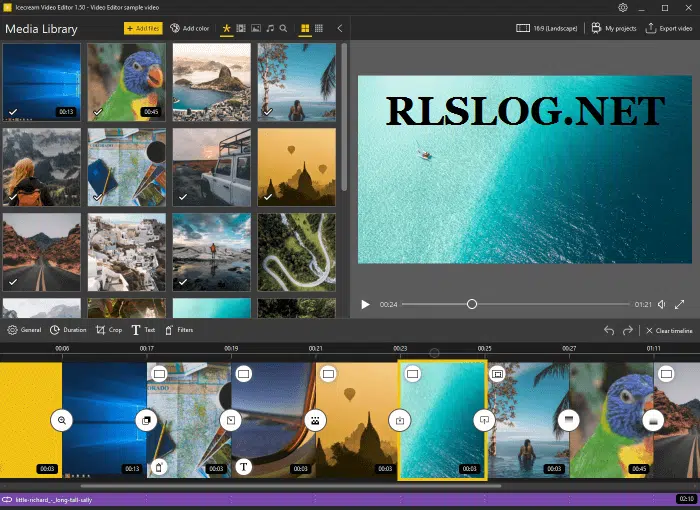 Icecream Video Editor 1.50 - Video Editor sample video
Media Library
Add files
Add color
16:9 (Landscape)
My projects
Export video
00:13
00:45
RLSLOG.NET
00:24
01:21
General
Duration
Crop
Text
Filters
Clear timeline
00:06
00:17
00:19
00:21
00:23
00:25
00:27
01:11
00:03
00:13
00:03
T
00:03
00:03
00:03
00:03
00:45
00:03
little-richard_-_long-tall-sally
02:10